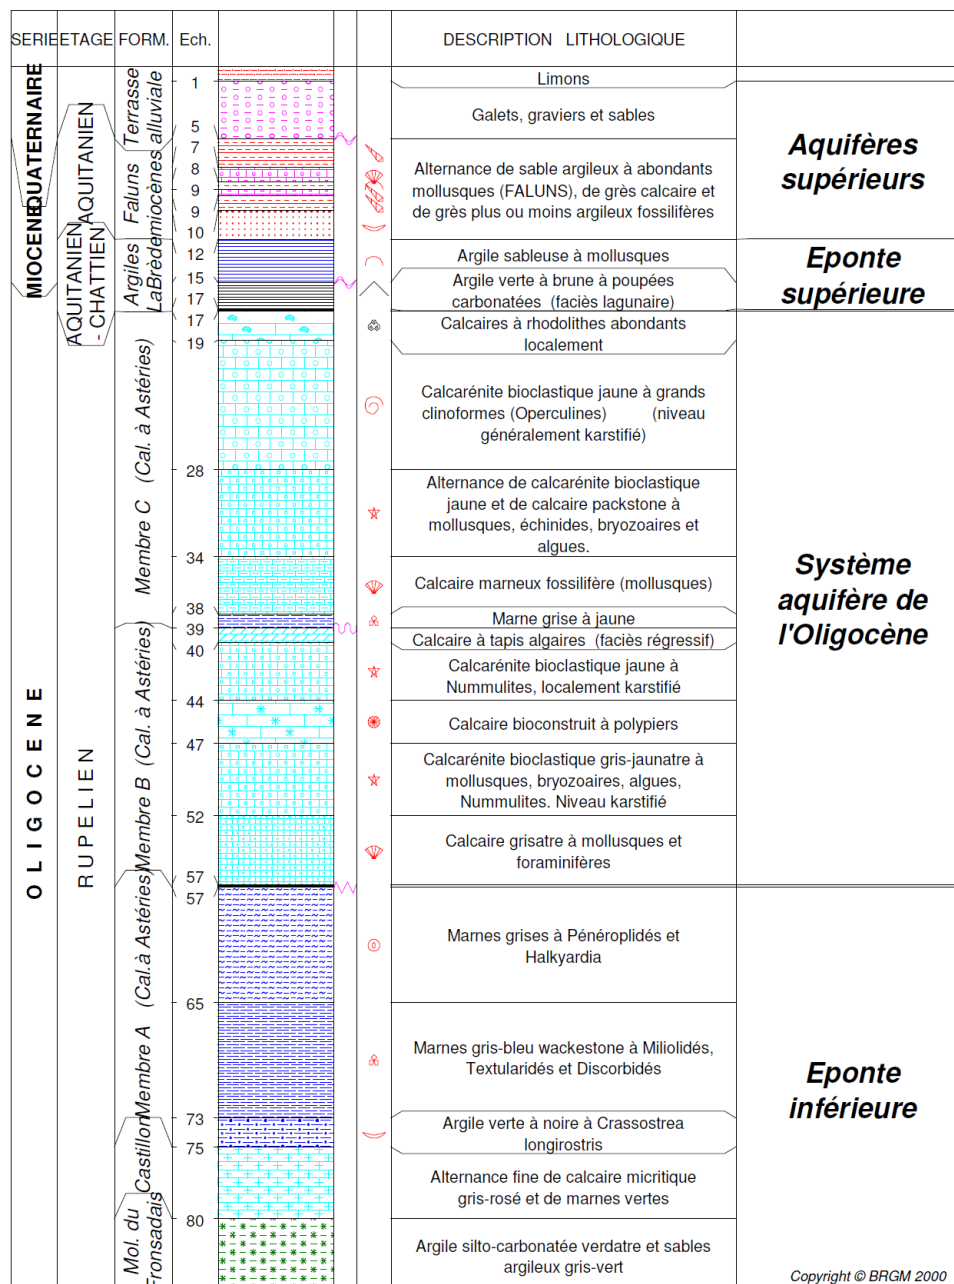 SERIE ETAGE FORM. Ech. DESCRIPTION LITHOLOGIQUE
QUATERNAIRE
MIOCENE
OLIGOCENE
AQUITANIEN
AQUITANIEN
- CHATTIEN
RUPELIEN
Terrasse
alluviale
Faluns
miocènes
Argiles
LaBrède
Membre C (Cal. à Astéries)
Membre B (Cal. à Astéries)
Membre A (Cal.à Astéries)
Castillon
Mol. du
Fronsadais
1
5
7
8
9
9
10
12
15
17
17
19
28
34
38
39
40
44
47
52
57
57
65
73
75
80
Limons
Galets, graviers et sables
Alternance de sable argileux à abondants
mollusques (FALUNS), de grès calcaire et
de grès plus ou moins argileux fossilifères
Argile sableuse à mollusques
Argile verte à brune à poupées
carbonatées (faciès lagunaire)
Calcaires à rhodolithes abondants
localement
Calcarénite bioclastique jaune à grands
clinoformes (Operculines) (niveau
généralement karstifié)
Alternance de calcarénite bioclastique
jaune et de calcaire packstone à
mollusques, échinides, bryozoaires et
algues.
Calcaire marneux fossilifère (mollusques)
Marne grise à jaune
Calcaire à tapis algaires (faciès régressif)
Calcarénite bioclastique jaune à
Nummulites, localement karstifié
Calcaire bioconstruit à polypiers
Calcarénite bioclastique gris-jaunatre à
mollusques, bryozoaires, algues,
Nummulites. Niveau karstifié
Calcaire grisatre à mollusques et
foraminifères
Marnes grises à Pénéroplidés et
Halkyardia
Marnes gris-bleu wackestone à Miliolidés,
Textularidés et Discorbidés
Argile verte à noire à Crassostrea
longirostris
Alternance fine de calcaire micritique
gris-rosé et de marnes vertes
Argile silto-carbonatée verdatre et sables
argileux gris-vert
Aquifères
supérieurs
Eponte
supérieure
Système
aquifère de
l'Oligocène
Eponte
inférieure
Copyright © BRGM 2000